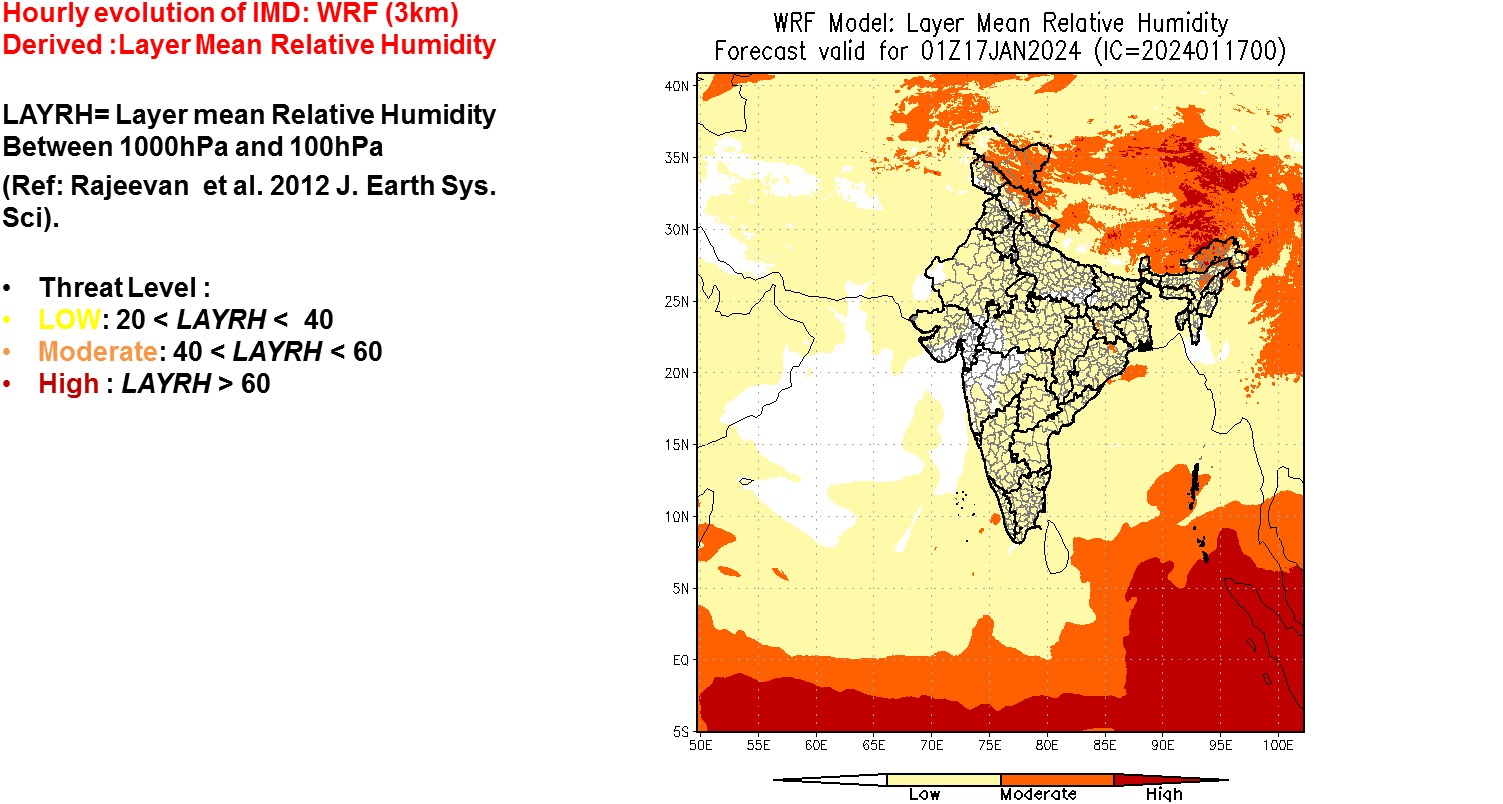 Hourly evolution of IMD: WRF (3km)
Derived :Layer Mean Relative Humidity
LAYRH= Layer mean Relative Humidity
Between 1000hPa and 100hPa
(Ref: Rajeevan et al. 2012 J. Earth Sys.
Sci).
• Threat Level :
• LOW: 20 < LAYRH < 40
• Moderate: 40 < LAYRH < 60
• High : LAYRH > 60
WRF Model: Layer Mean Relative Humidity
Forecast valid for 01Z17JAN2024 (IC=2024011700)
40N
35N
30N
25N
20N
15N
10N
5N
EQ
5S
50E 55E 60E 65E 70E 75E 80E 85E 90E 95E 100E
Low Moderate High